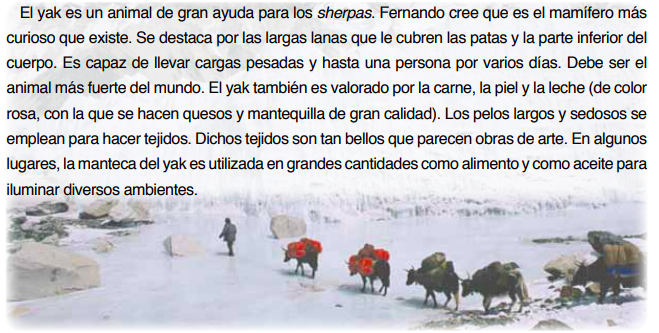 El yak es un animal de gran ayuda para los sherpas. Fernando cree que es el mamífero más
curioso que existe. Se destaca por las largas lanas que le cubren las patas y la parte inferior del
cuerpo. Es capaz de llevar cargas pesadas y hasta una persona por varios días. Debe ser el
animal más fuerte del mundo. El yak también es valorado por la carne, la piel y la leche (de color
rosa, con la que se hacen quesos y mantequilla de gran calidad). Los pelos largos y sedosos se
emplean para hacer tejidos. Dichos tejidos son tan bellos que parecen obras de arte. En algunos
lugares, la manteca del yak es utilizada en grandes cantidades como alimento y como aceite para
iluminar diversos ambientes.